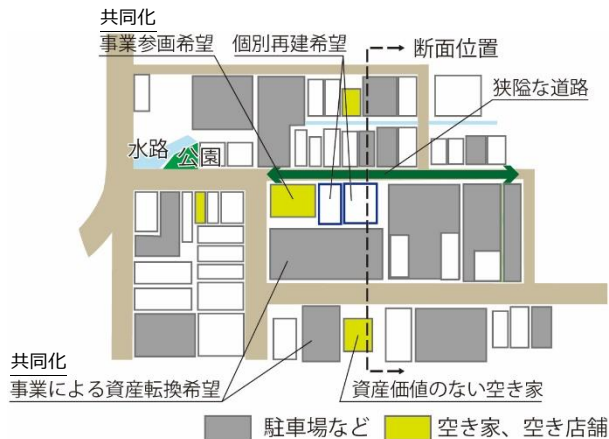 共同化
事業参画希望
個別再建希望
断面位置
狭隘な道路
水路
公園
共同化
事業による資産転換希望
資産価値のない空き家
駐車場など
空き家、空き店舗